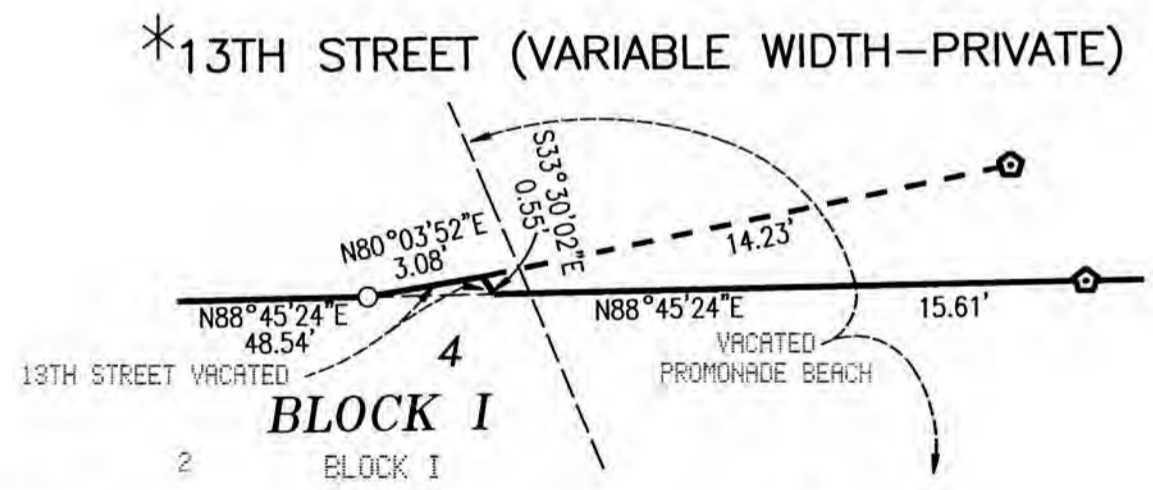 *13TH STREET (VARIABLE WIDTH-PRIVATE)
S33°30'02"E
0.55'
N80°03'52"E
3.08'
14.23'
N88°45'24"E
48.54'
N88°45'24"E
15.61'
13TH STREET VACATED
4
VACATED
PROMONADE BEACH
BLOCK I
2
BLOCK I